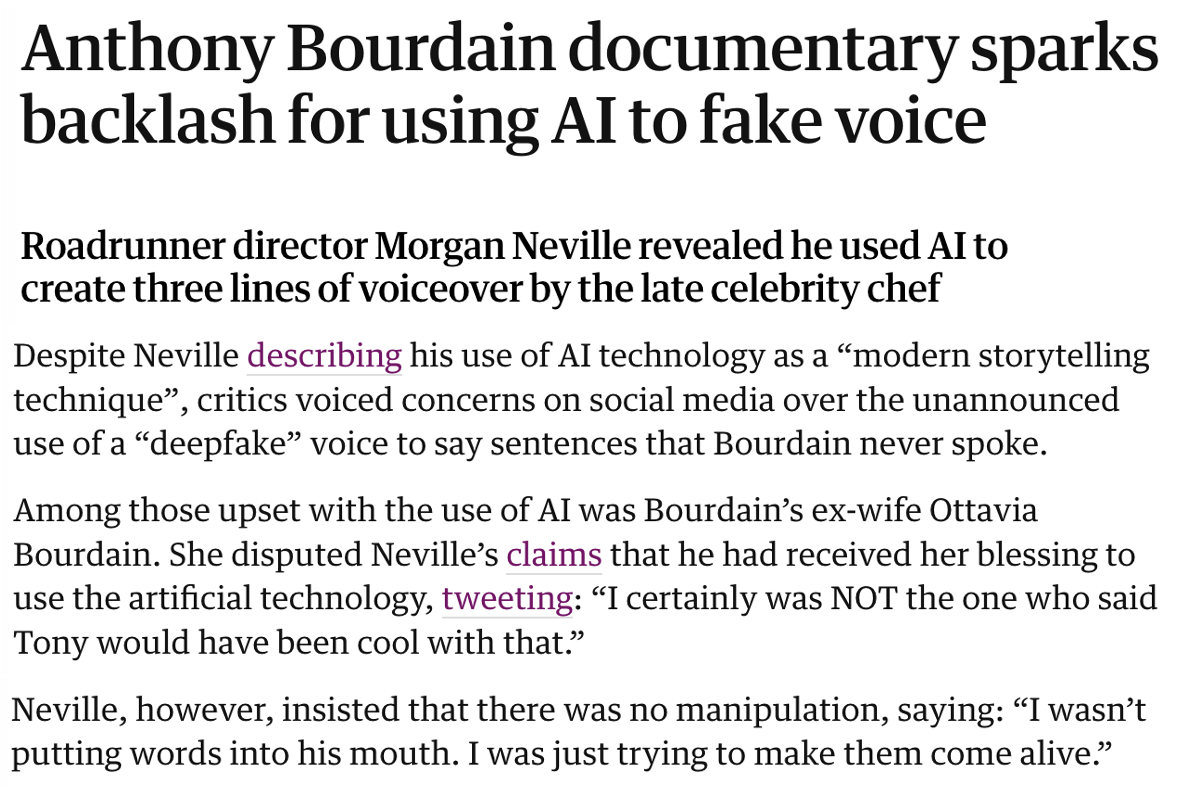 Anthony Bourdain documentary sparks
backlash for using AI to fake voice
Roadrunner director Morgan Neville revealed he used AI to
create three lines of voiceover by the late celebrity chef
Despite Neville describing his use of AI technology as a “modern storytelling
technique”, critics voiced concerns on social media over the unannounced
use of a “deepfake” voice to say sentences that Bourdain never spoke.
Among those upset with the use of AI was Bourdain’s ex-wife Ottavia
Bourdain. She disputed Neville’s claims that he had received her blessing to
use the artificial technology, tweeting: “I certainly was NOT the one who said
Tony would have been cool with that.”
Neville, however, insisted that there was no manipulation, saying: “I wasn’t
putting words into his mouth. I was just trying to make them come alive.”